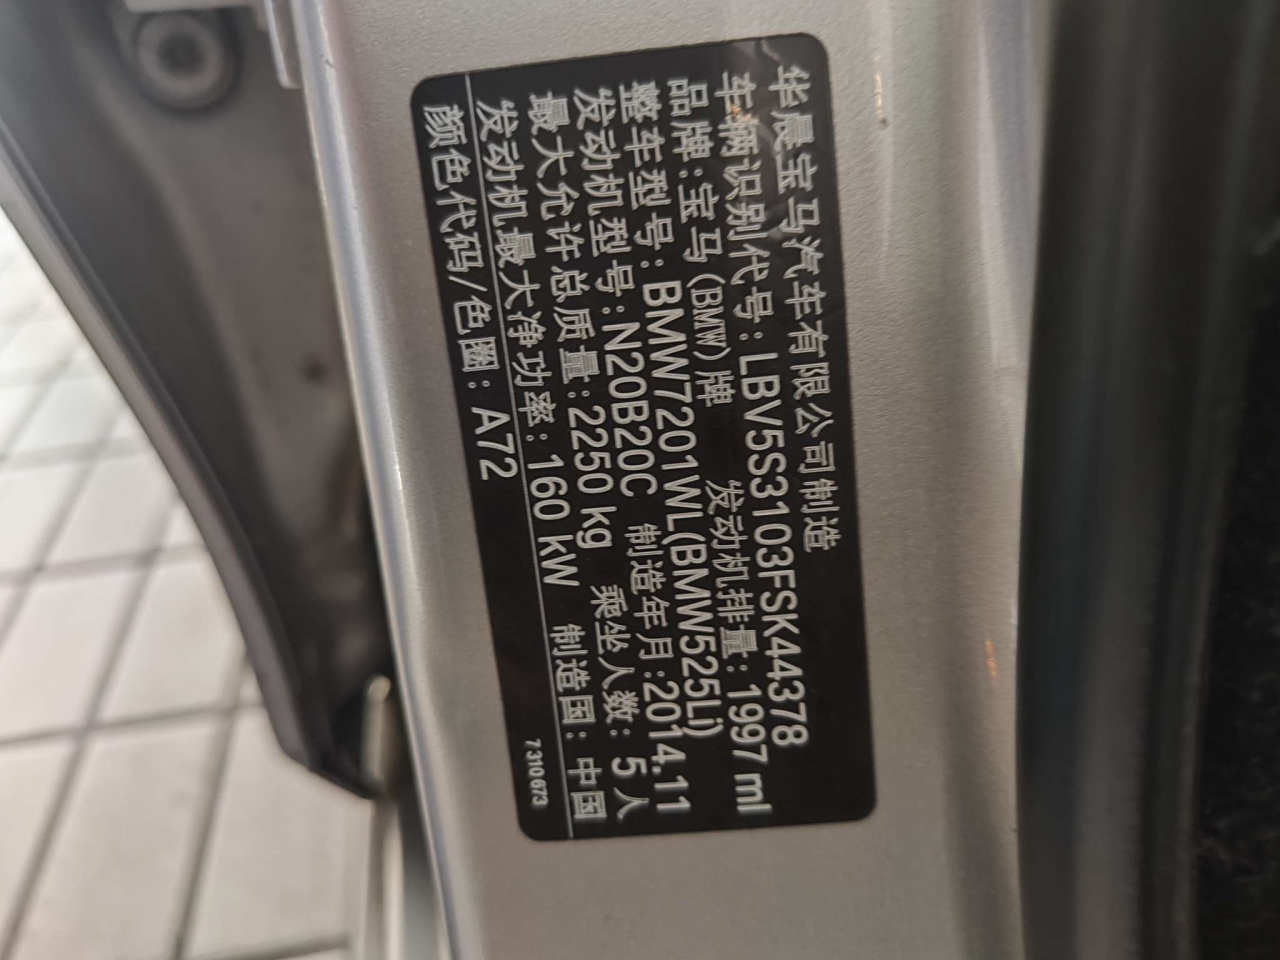 华晨宝马汽车有限公司制造
车辆识别代号:LBV5S3103FSK44378
品牌:宝马(BMW)牌 发动机排量:1997 ml
整车型号:BMW7201WL(BMW525Li)
发动机型号:N20B20C 制造年月:2014.11
最大允许总质量:2250 kg 乘坐人数: 5人
发动机最大净功率:160 kW 制造国: 中国
颜色代码/色圈: A72 7310673